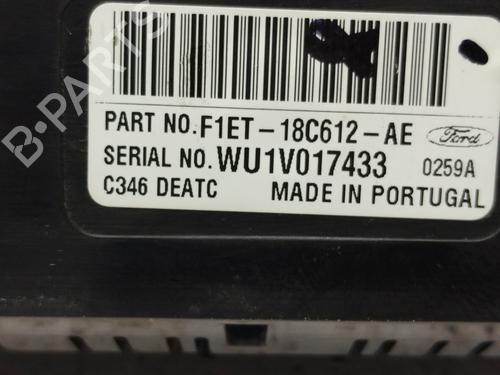 PART NO.F1ET-18C612-AE Ford
SERIAL NO.WU1V017433 0259A
C346 DEATC MADE IN PORTUGAL
B-PARTS